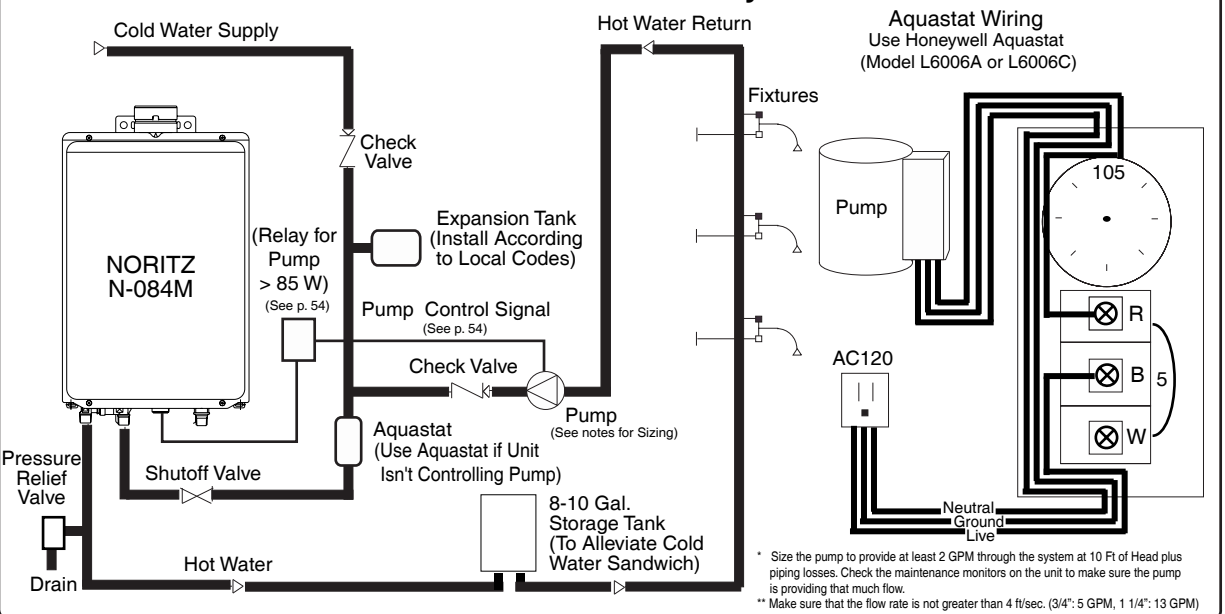 Cold Water Supply
Hot Water Return
Aquastat Wiring
Use Honeywell Aquastat
(Model L6006A or L6006C)
Fixtures
Check
Valve
105
Pump
Expansion Tank
(Install According
to Local Codes)
(Relay for
Pump
> 85 W)
(See p. 54)
NORITZ
N-084M
Pump Control Signal
(See p. 54)
R
B
5
W
AC120
Check Valve
Pump
(See notes for Sizing)
Aquastat
(Use Aquastat if Unit
Isn't Controlling Pump)
Pressure
Relief
Valve
Shutoff Valve
8-10 Gal.
Storage Tank
(To Alleviate Cold
Water Sandwich)
Neutral
Ground
Live
Drain
Hot Water
* Size the pump to provide at least 2 GPM through the system at 10 Ft of Head plus
piping losses. Check the maintenance monitors on the unit to make sure the pump
is providing that much flow.
** Make sure that the flow rate is not greater than 4 ft/sec. (3/4": 5 GPM, 1 1/4": 13 GPM)